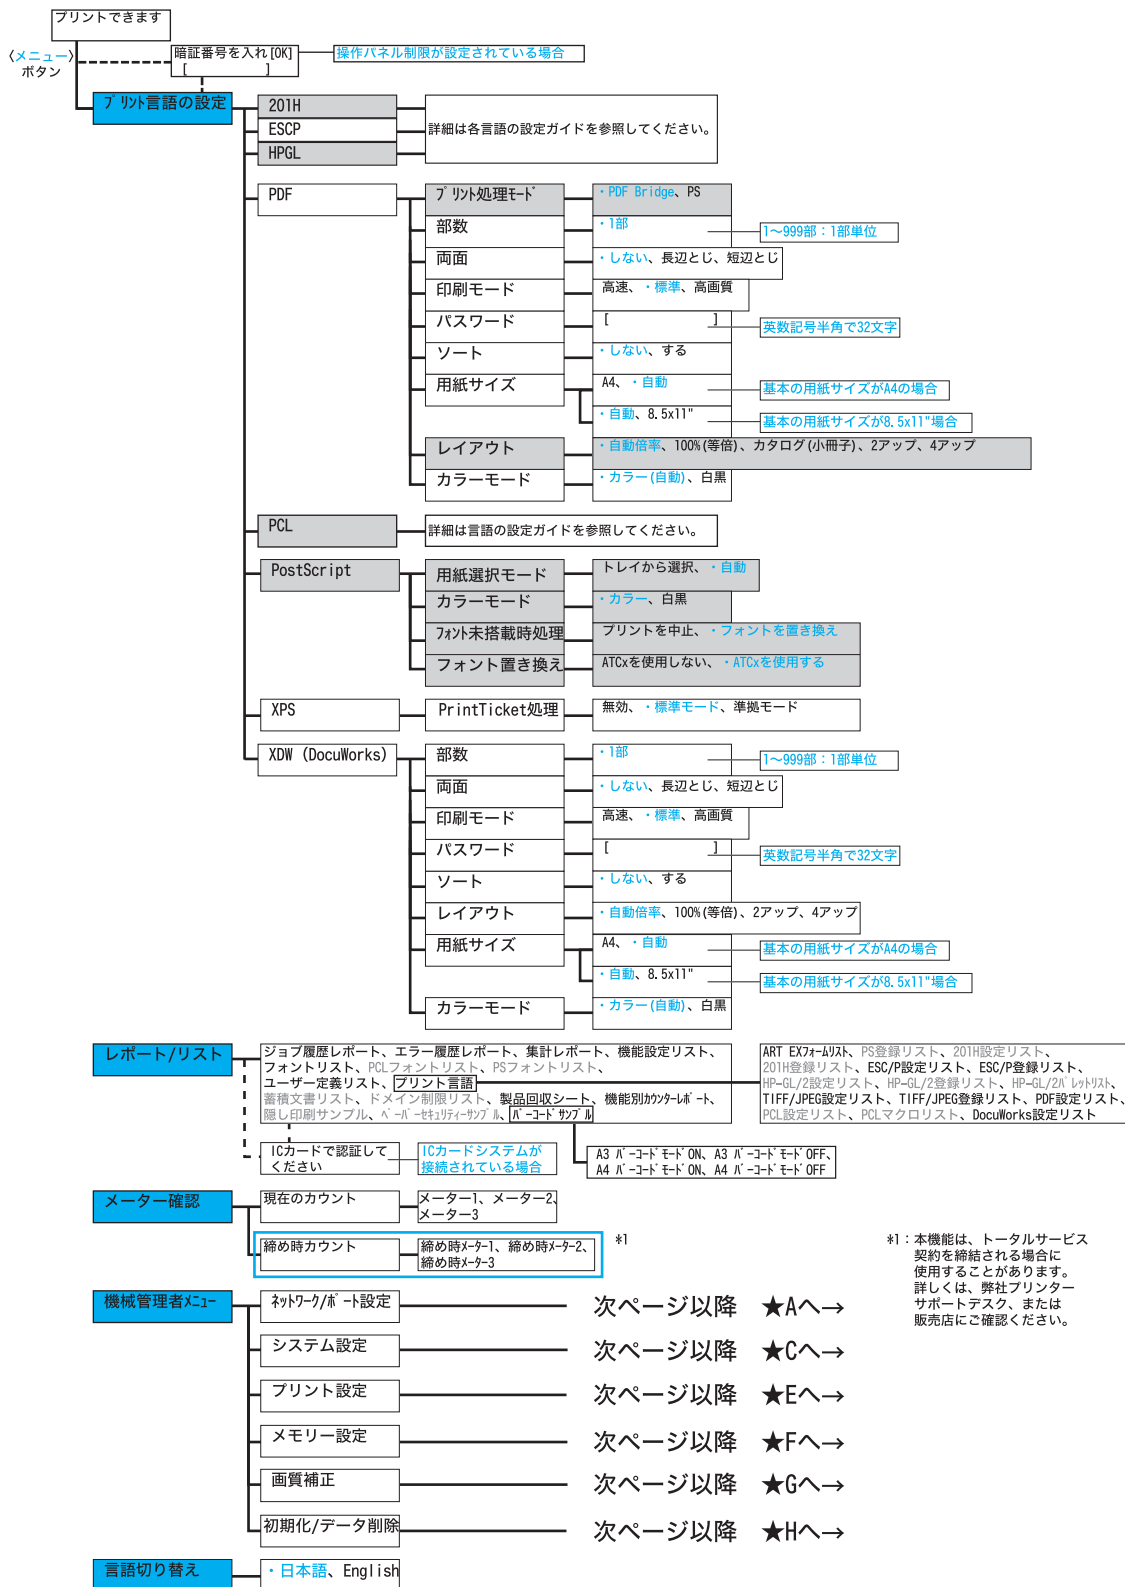 プリントできます
〈メニュー〉
ボタン
暗証番号を入れ[OK]
[ ]
操作パネル制限が設定されている場合
プリント言語の設定
201H
ESCP
HPGL
詳細は各言語の設定ガイドを参照してください。
PDF
プリント処理モード
・PDF Bridge、PS
部数
・1部
1～999部：1部単位
両面
・しない、長辺とじ、短辺とじ
印刷モード
高速、・標準、高画質
パスワード
[ ]
英数記号半角で32文字
ソート
・しない、する
用紙サイズ
A4、・自動
基本の用紙サイズがA4の場合
・自動、8.5x11"
基本の用紙サイズが8.5x11"場合
レイアウト
・自動倍率、100%(等倍)、カタログ(小冊子)、2アップ、4アップ
カラーモード
・カラー(自動)、白黒
PCL
詳細は言語の設定ガイドを参照してください。
PostScript
用紙選択モード
トレイから選択、・自動
カラーモード
・カラー、白黒
フォント未搭載時処理
プリントを中止、・フォントを置き換え
フォント置き換え
ATCxを使用しない、・ATCxを使用する
XPS
PrintTicket処理
無効、・標準モード、準拠モード
XDW (DocuWorks)
部数
・1部
1～999部：1部単位
両面
・しない、長辺とじ、短辺とじ
印刷モード
高速、・標準、高画質
パスワード
[ ]
英数記号半角で32文字
ソート
・しない、する
レイアウト
・自動倍率、100%(等倍)、2アップ、4アップ
用紙サイズ
A4、・自動
基本の用紙サイズがA4の場合
・自動、8.5x11"
基本の用紙サイズが8.5x11"場合
カラーモード
・カラー(自動)、白黒
レポート/リスト
ジョブ履歴レポート、エラー履歴レポート、集計レポート、機能設定リスト、
フォントリスト、PCLフォントリスト、PSフォントリスト、
ユーザー定義リスト、プリント言語
蓄積文書リスト、ドメイン制限リスト、製品回収シート、機能別カウンターレポート、
隠し印刷サンプル、ペーパーセキュリティーサンプル、バーコードサンプル
ART EXフォームリスト、PS登録リスト、201H設定リスト、
201H登録リスト、ESC/P設定リスト、ESC/P登録リスト、
HP-GL/2設定リスト、HP-GL/2登録リスト、HP-GL/2パレットリスト、
TIFF/JPEG設定リスト、TIFF/JPEG登録リスト、PDF設定リスト、
PCL設定リスト、PCLマクロリスト、DocuWorks設定リスト
ICカードで認証して
ください
ICカードシステムが
接続されている場合
A3 バーコードモードON、A3 バーコードモードOFF、
A4 バーコードモードON、A4 バーコードモードOFF
メーター確認
現在のカウント
メーター1、メーター2、
メーター3
締め時カウント
締め時メーター1、締め時メーター2、
締め時メーター3
*1
*1：本機能は、トータルサービス
契約を締結される場合に
使用することがあります。
詳しくは、弊社プリンター
サポートデスク、または
販売店にご確認ください。
機械管理者メニュー
ネットワーク/ポート設定
次ページ以降 ★Aへ→
システム設定
次ページ以降 ★Cへ→
プリント設定
次ページ以降 ★Eへ→
メモリー設定
次ページ以降 ★Fへ→
画質補正
次ページ以降 ★Gへ→
初期化/データ削除
次ページ以降 ★Hへ→
言語切り替え
・日本語、English